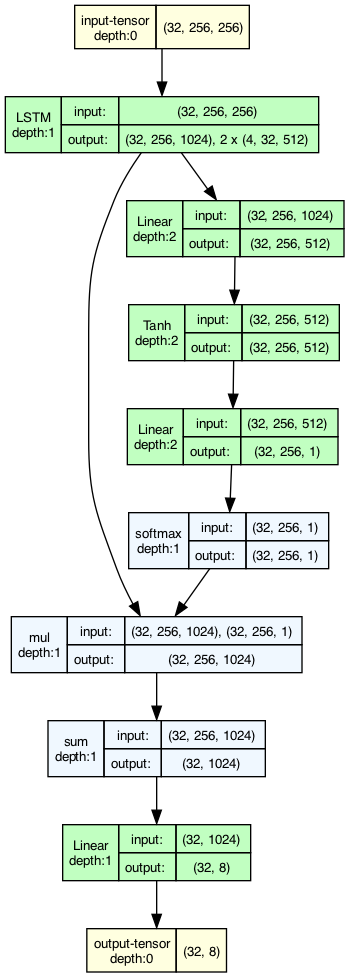 input-tensor
depth:0
(32, 256, 256)
LSTM
depth:1
input:
(32, 256, 256)
output:
(32, 256, 1024), 2 x (4, 32, 512)
Linear
depth:2
input:
(32, 256, 1024)
output:
(32, 256, 512)
Tanh
depth:2
input:
(32, 256, 512)
output:
(32, 256, 512)
Linear
depth:2
input:
(32, 256, 512)
output:
(32, 256, 1)
softmax
depth:1
input:
(32, 256, 1)
output:
(32, 256, 1)
mul
depth:1
input:
(32, 256, 1024), (32, 256, 1)
output:
(32, 256, 1024)
sum
depth:1
input:
(32, 256, 1024)
output:
(32, 1024)
Linear
depth:1
input:
(32, 1024)
output:
(32, 8)
output-tensor
depth:0
(32, 8)